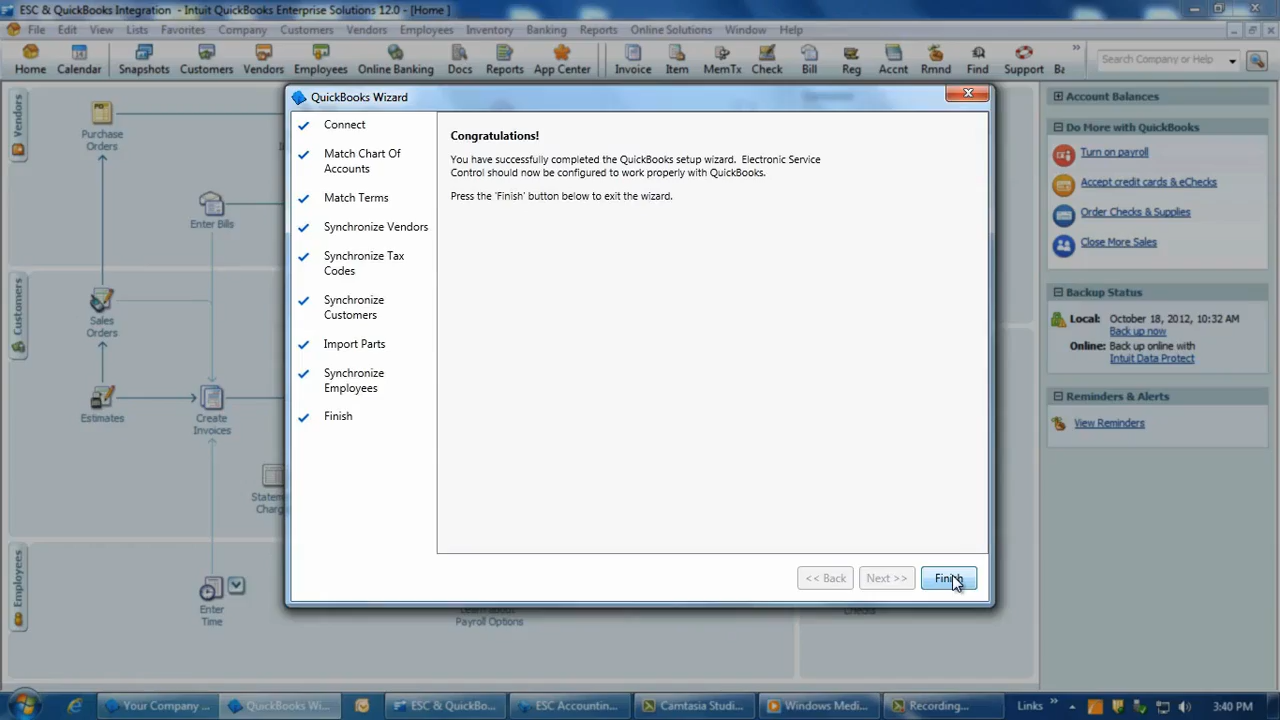 ESC & QuickBooks Integration - Intuit QuickBooks Enterprise Solutions 12.0 - [Home ]
File Edit View Lists Favorites Company Customers Vendors Employees Inventory Banking Reports Online Solutions Window Help
Home Calendar Snapshots Customers Vendors Employees Online Banking Docs Reports App Center Invoice Item MemTx Check Bill Reg Accnt Rmnd Find Support Ba
Search Company or Help
Vendors
Purchase
Orders
Enter Bills
Customers
Sales
Orders
Estimates
Create
Invoices
Statem
Charg
Employees
Enter
Time
Learn about
Payroll Options
Checks
QuickBooks Wizard
Connect
Match Chart Of
Accounts
Match Terms
Synchronize Vendors
Synchronize Tax
Codes
Synchronize
Customers
Import Parts
Synchronize
Employees
Finish
Congratulations!
You have successfully completed the QuickBooks setup wizard. Electronic Service
Control should now be configured to work properly with QuickBooks.
Press the 'Finish' button below to exit the wizard.
<< Back Next >> Finish
Account Balances
Do More with QuickBooks
Turn on payroll
Accept credit cards & eChecks
Order Checks & Supplies
Close More Sales
Backup Status
Local: October 18, 2012, 10:32 AM
Back up now
Online: Back up online with
Intuit Data Protect
Reminders & Alerts
View Reminders
Your Company ... QuickBooks Wi... ESC & QuickBo... ESC Accountin... Camtasia Studi... Windows Medi... Recording... Links 3:40 PM